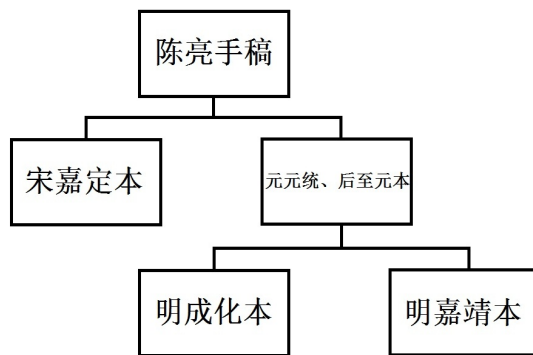 陈亮手稿
宋嘉定本
元元统、后至元本
明成化本
明嘉靖本